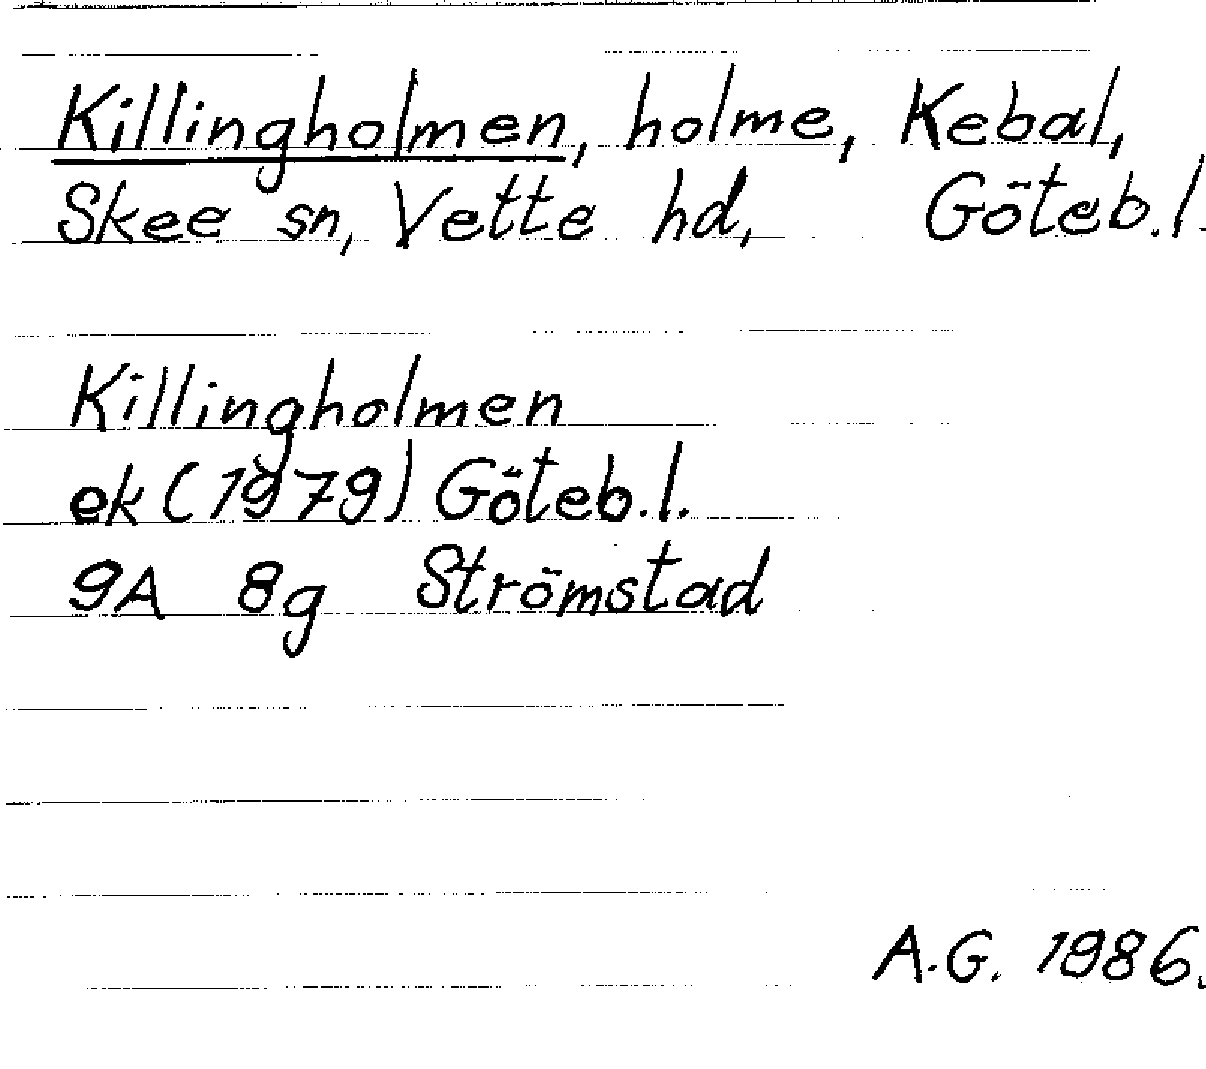 Killingholmen, holme, Kebal,
Skee sn, Vette hd, Göteb.l.
Killingholmen
ek (1979) Göteb.l.
9A 8g Strömstad
A.G. 1986.